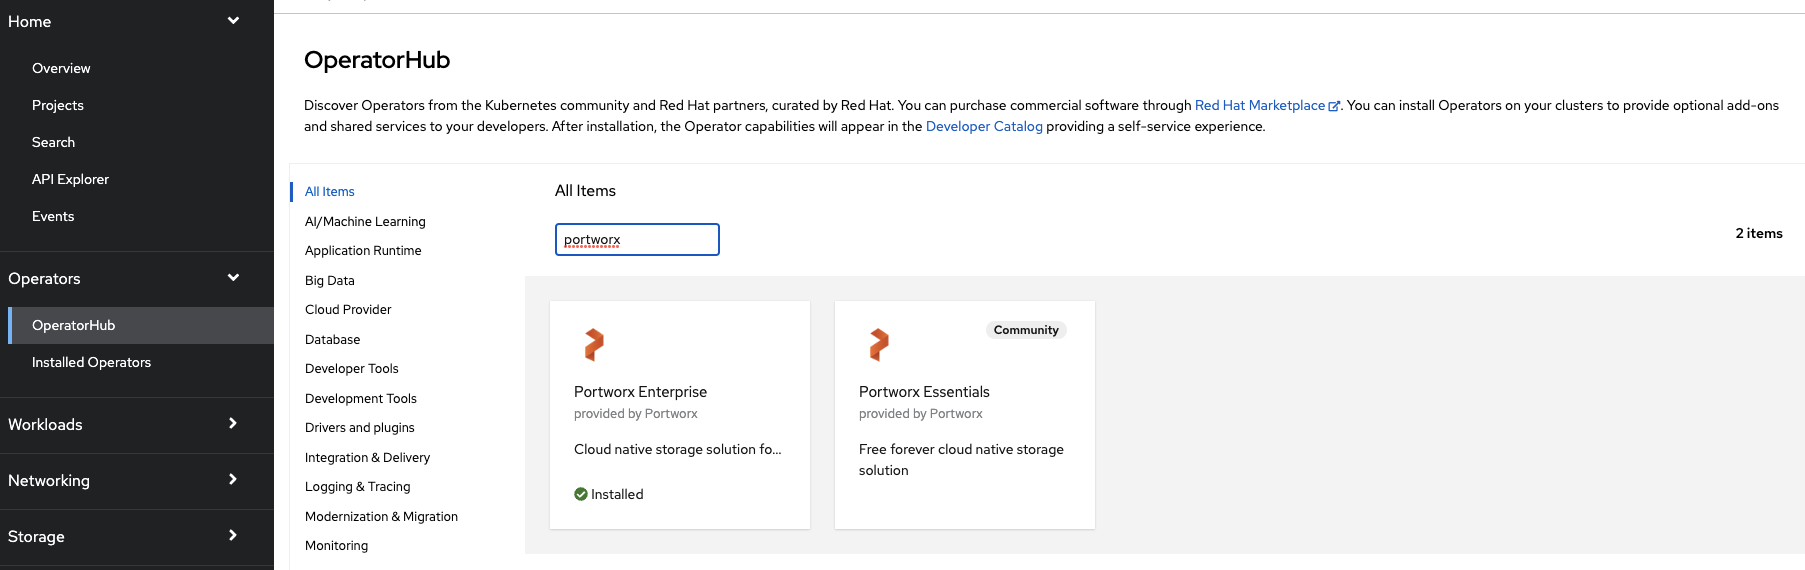 Home
Overview
Projects
Search
API Explorer
Events
Operators
OperatorHub
Installed Operators
Workloads
Networking
Storage
OperatorHub
Discover Operators from the Kubernetes community and Red Hat partners, curated by Red Hat. You can purchase commercial software through Red Hat Marketplace. You can install Operators on your clusters to provide optional add-ons
and shared services to your developers. After installation, the Operator capabilities will appear in the Developer Catalog providing a self-service experience.
All Items
AI/Machine Learning
Application Runtime
Big Data
Cloud Provider
Database
Developer Tools
Development Tools
Drivers and plugins
Integration & Delivery
Logging & Tracing
Modernization & Migration
Monitoring
All Items
portworx
2 items
Portworx Enterprise
provided by Portworx
Cloud native storage solution fo...
Installed
Community
Portworx Essentials
provided by Portworx
Free forever cloud native storage
solution